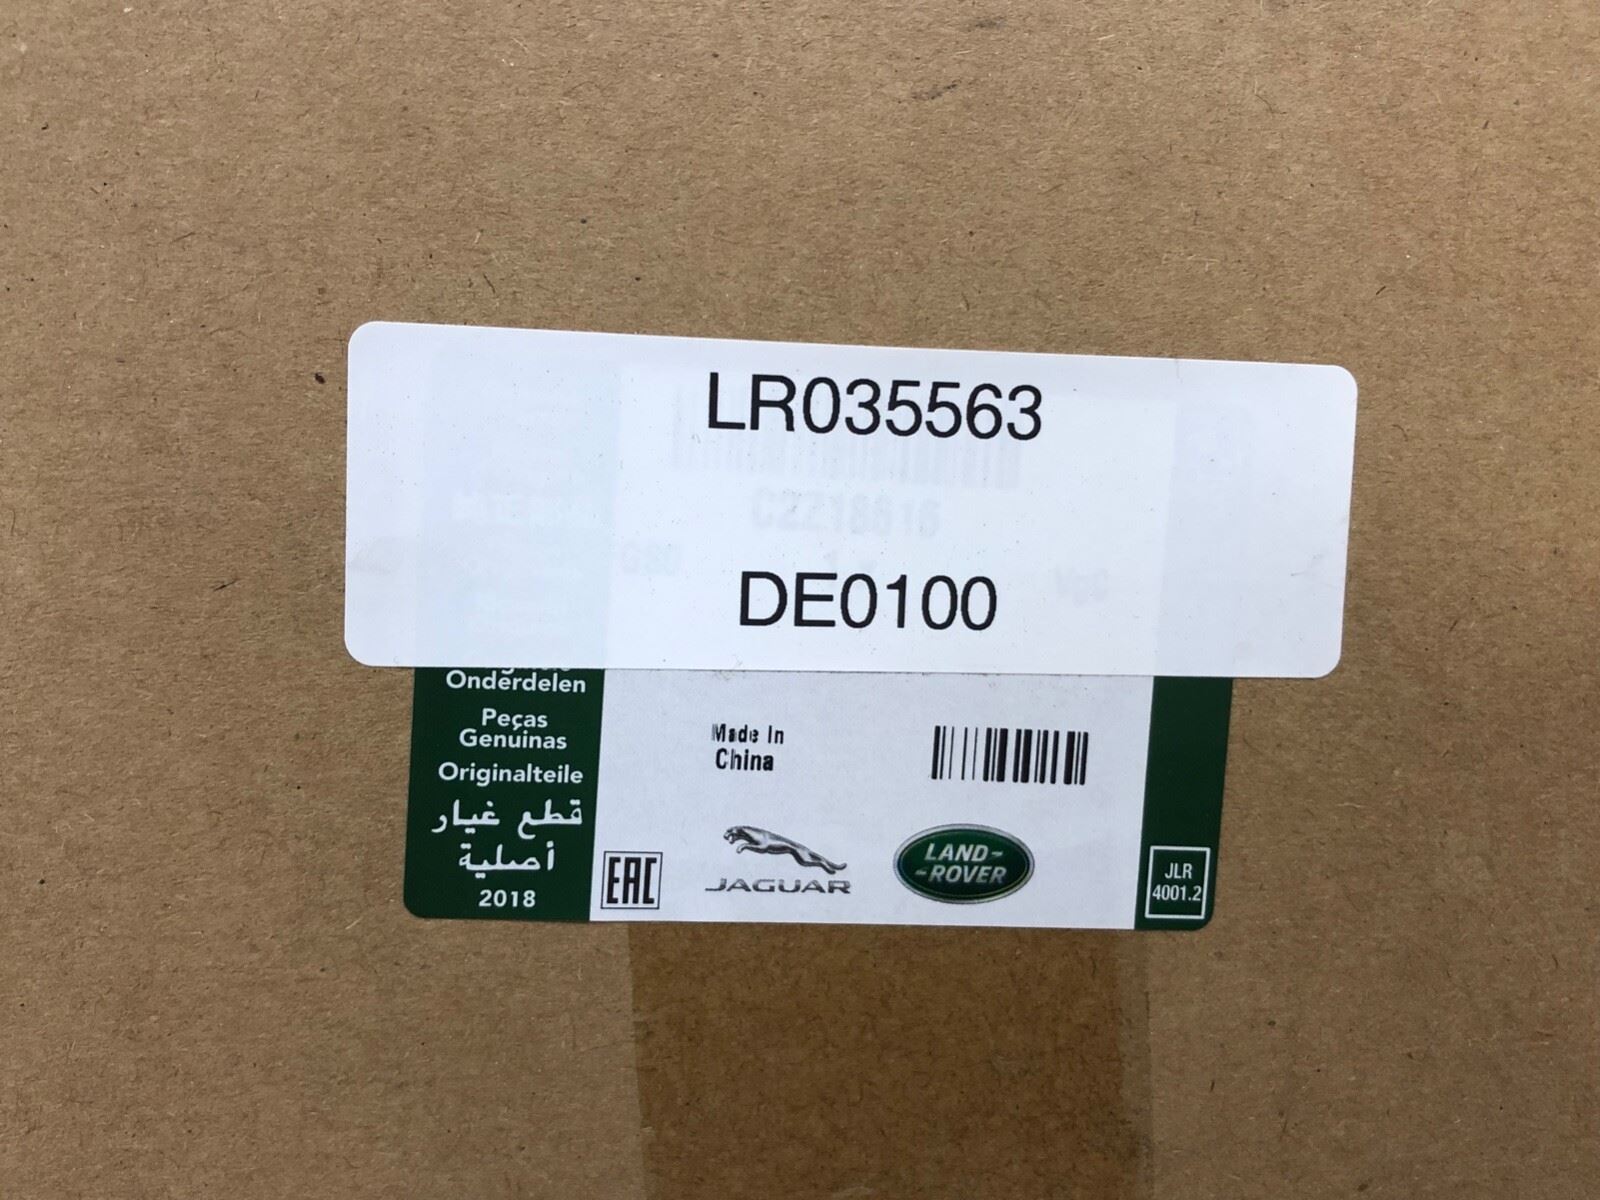 LR035563
DE0100
Onderdelen
Peças
Genuinas
Originalteile
قطع غيار
أصلية
2018
Made In
China
EAC
JAGUAR
LAND-
-ROVER
JLR
4001.2